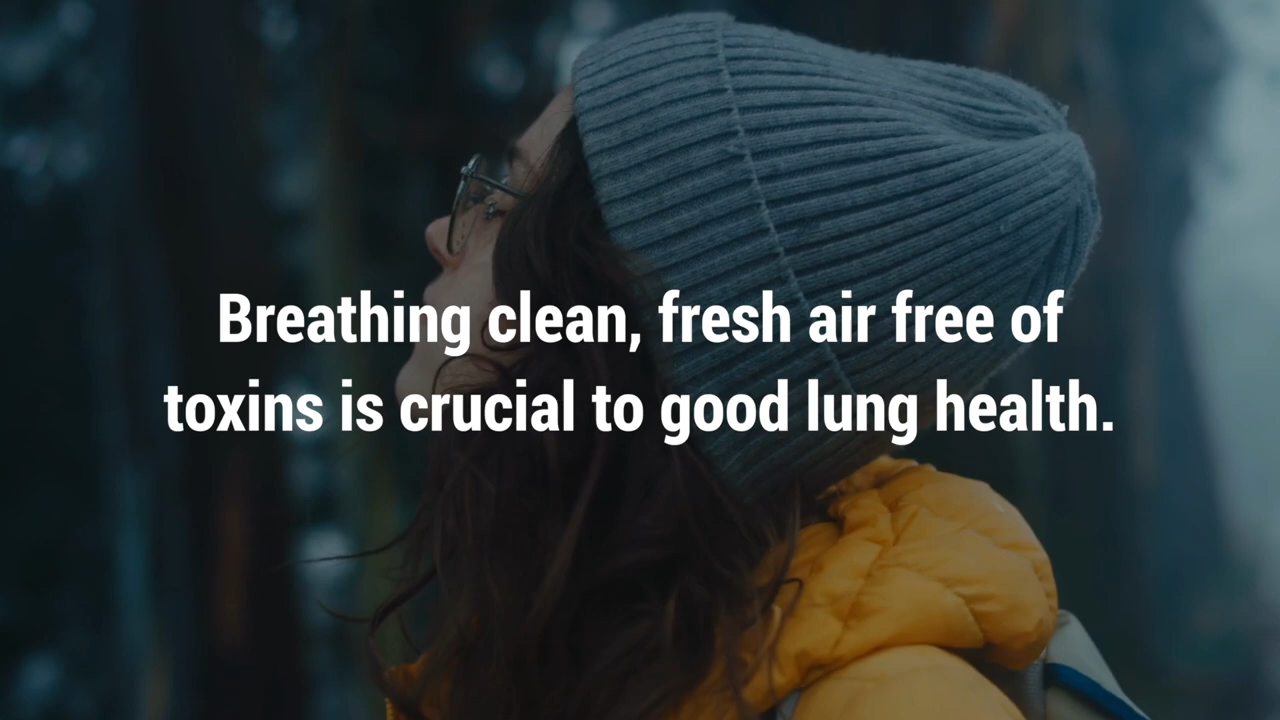 Breathing clean, fresh air free of
toxins is crucial to good lung health.